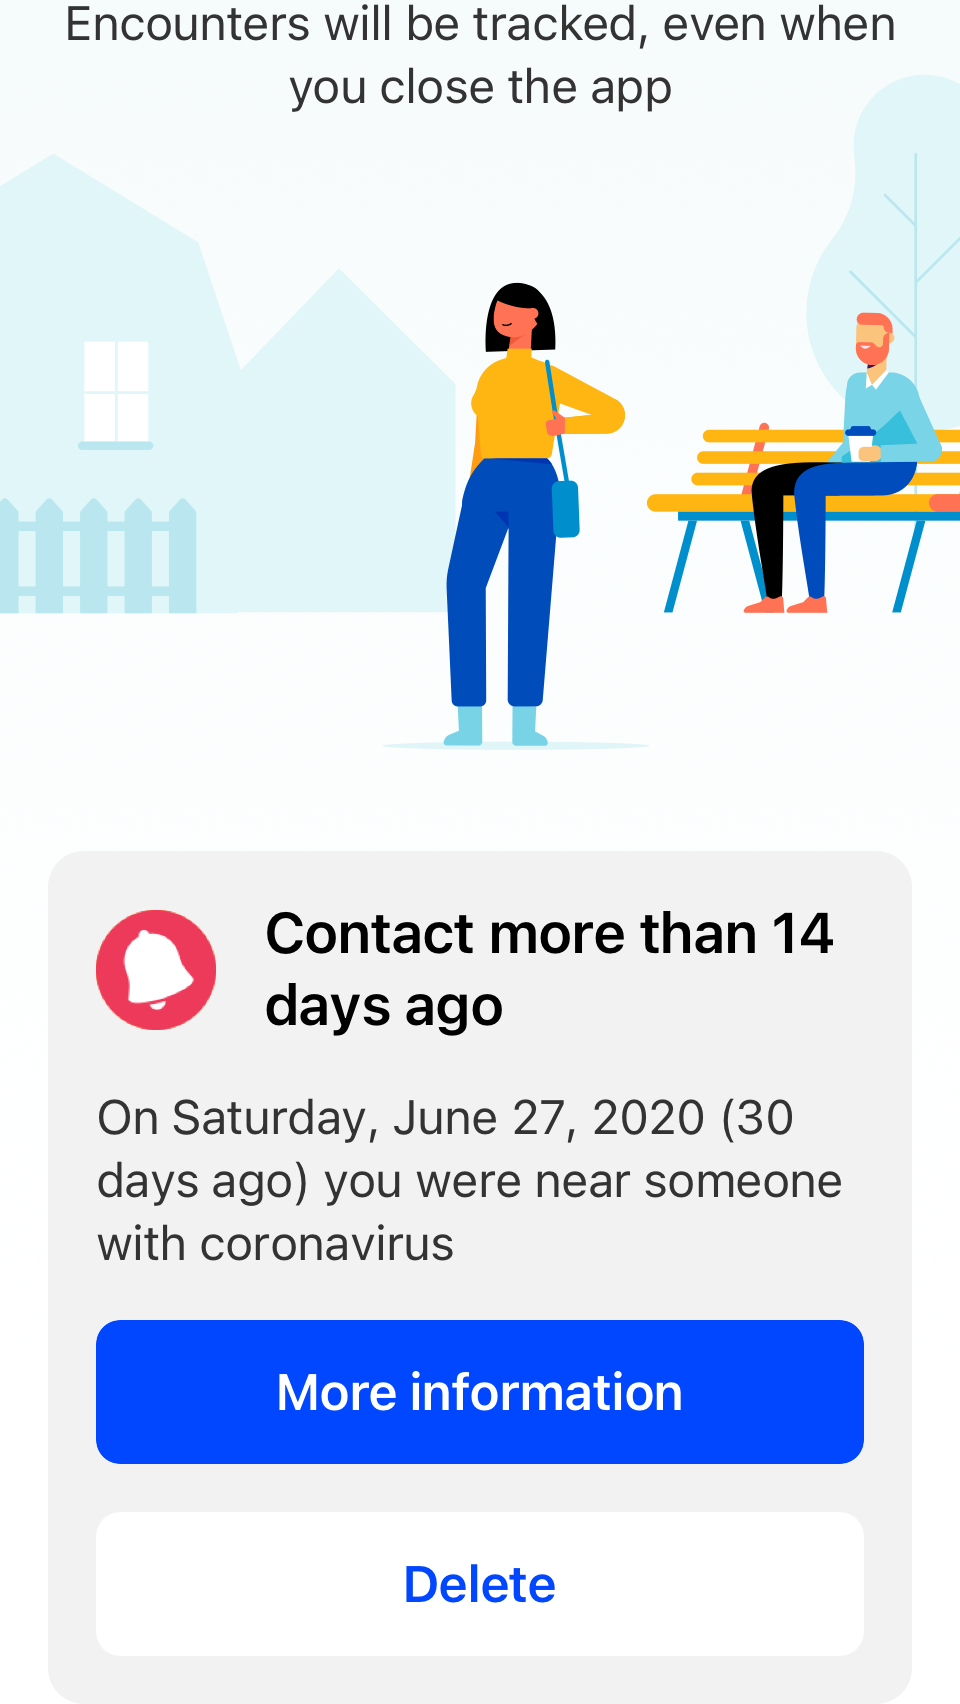 Encounters will be tracked, even when
you close the app
Contact more than 14
days ago
On Saturday, June 27, 2020 (30
days ago) you were near someone
with coronavirus
More information
Delete